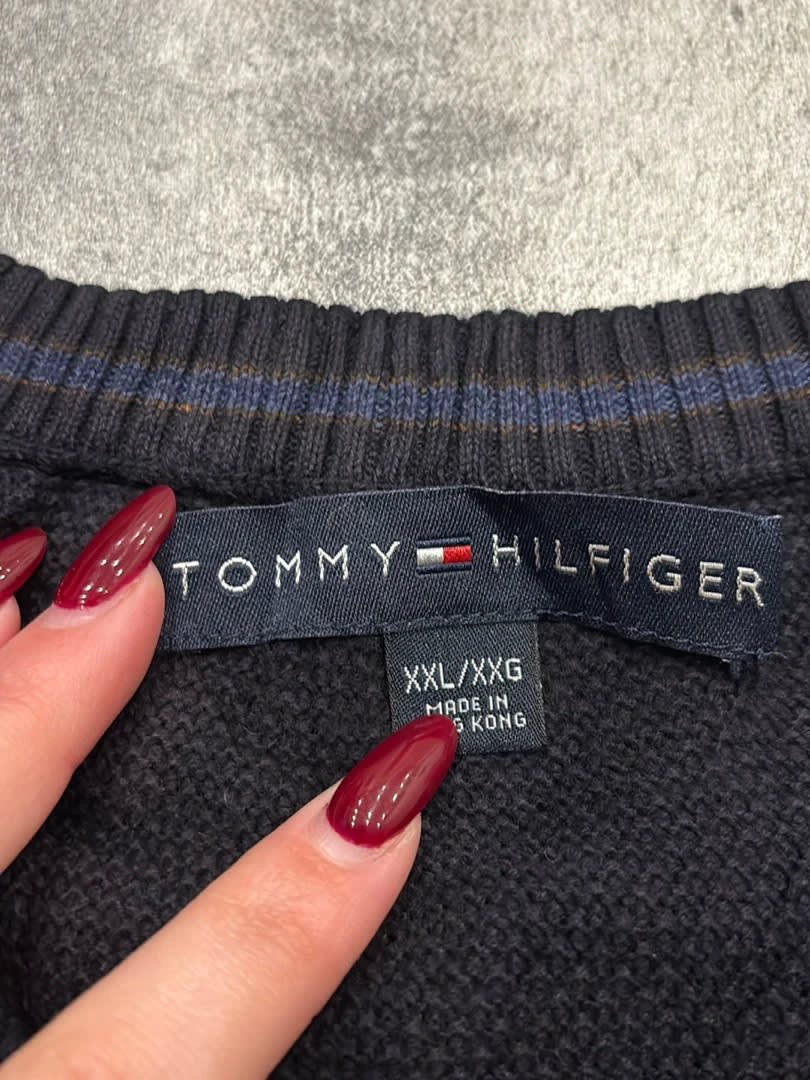 TOMMY HILFIGER
XXL/XXG
MADE IN
KONG